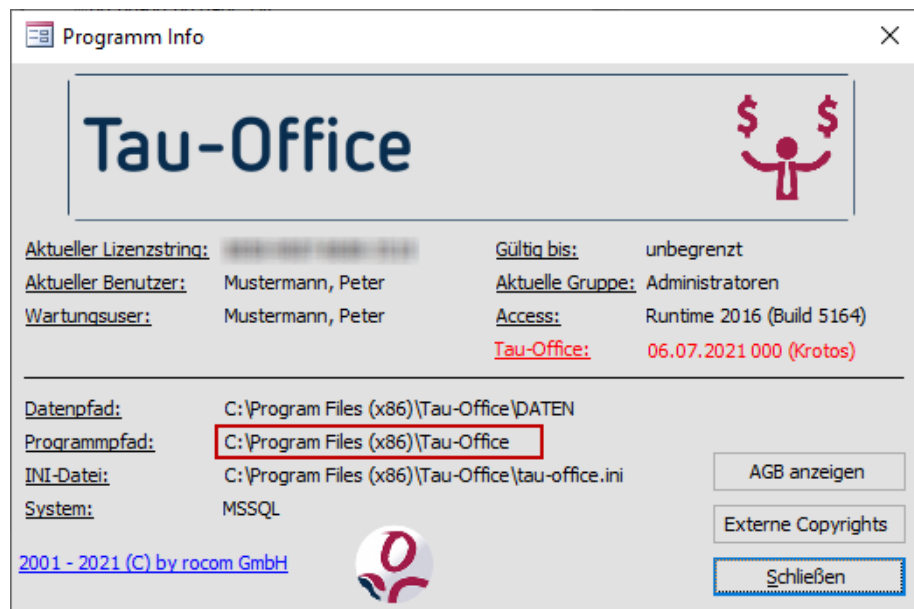 Programm Info
Tau-Office
Aktueller Lizenzstring:
Gültig bis: unbegrenzt
Aktueller Benutzer: Mustermann, Peter
Aktuelle Gruppe: Administratoren
Wartungsuser: Mustermann, Peter
Access: Runtime 2016 (Build 5164)
Tau-Office: 06.07.2021 000 (Krotos)
Datenpfad: C:\Program Files (x86)\Tau-Office\DATEN
Programmpfad: C:\Program Files (x86)\Tau-Office
INI-Datei: C:\Program Files (x86)\Tau-Office\tau-office.ini
System: MSSQL
AGB anzeigen
Externe Copyrights
2001 - 2021 (C) by rocom GmbH
Schließen